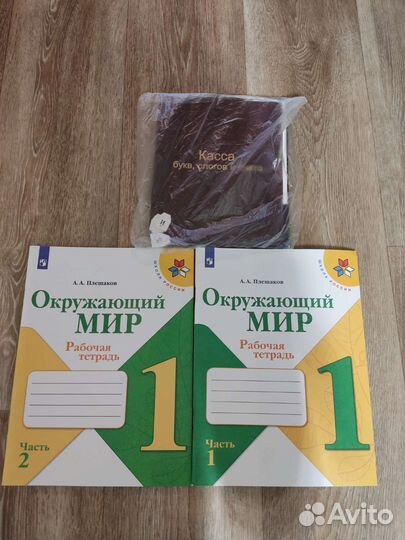 Касса
букв, слогов и счета
А. А. Плешаков
Окружающий
МИР
Рабочая
тетрадь
1
Часть
2
ШКОЛА РОССИИ
А. А. Плешаков
Окружающий
МИР
Рабочая
тетрадь
1
Часть
1
ШКОЛА РОССИИ
Avito